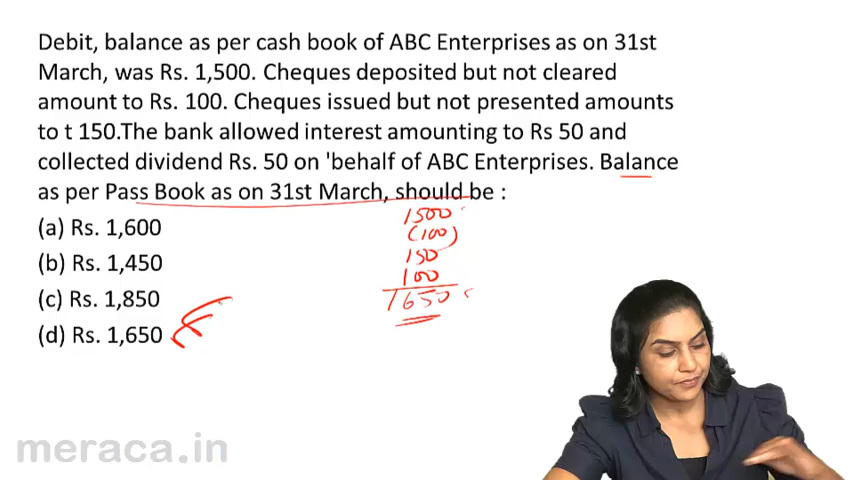 Debit, balance as per cash book of ABC Enterprises as on 31st
March, was Rs. 1,500. Cheques deposited but not cleared
amount to Rs. 100. Cheques issued but not presented amounts
to t 150.The bank allowed interest amounting to Rs 50 and
collected dividend Rs. 50 on 'behalf of ABC Enterprises. Balance
as per Pass Book as on 31st March, should be :
1500
(a) Rs. 1,600
(100)
150
(b) Rs. 1,450
100
(c) Rs. 1,850
1650
(d) Rs. 1,650
meraca.in